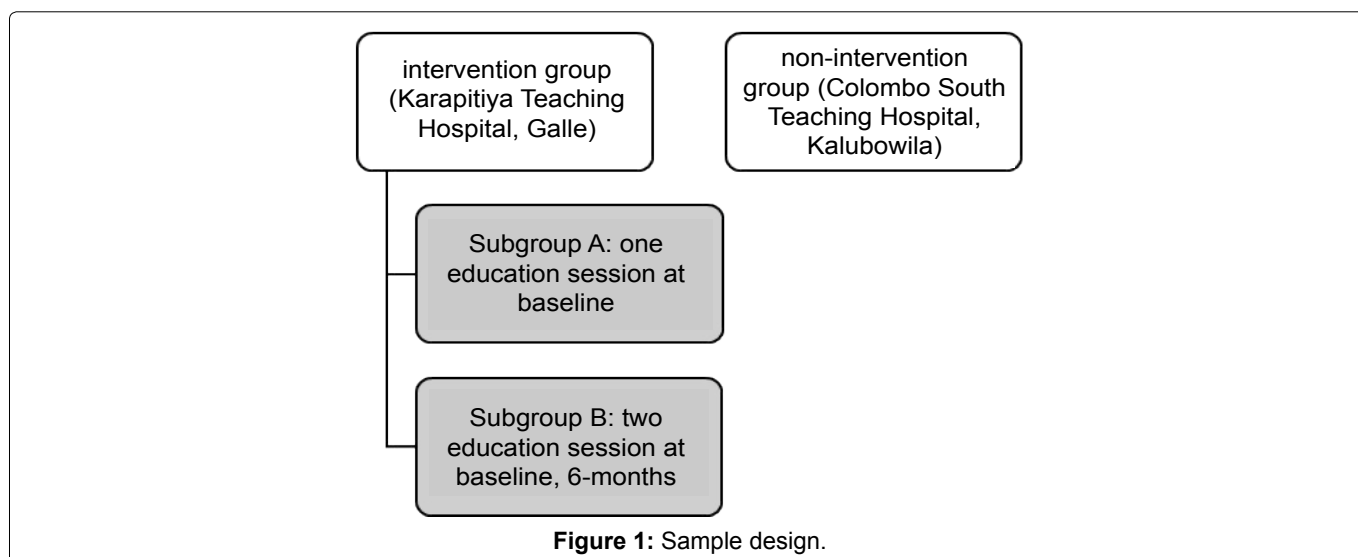 intervention group
(Karapitiya Teaching
Hospital, Galle)
non-intervention
group (Colombo South
Teaching Hospital,
Kalubowila)
Subgroup A: one
education session at
baseline
Subgroup B: two
education session at
baseline, 6-months
Figure 1: Sample design.